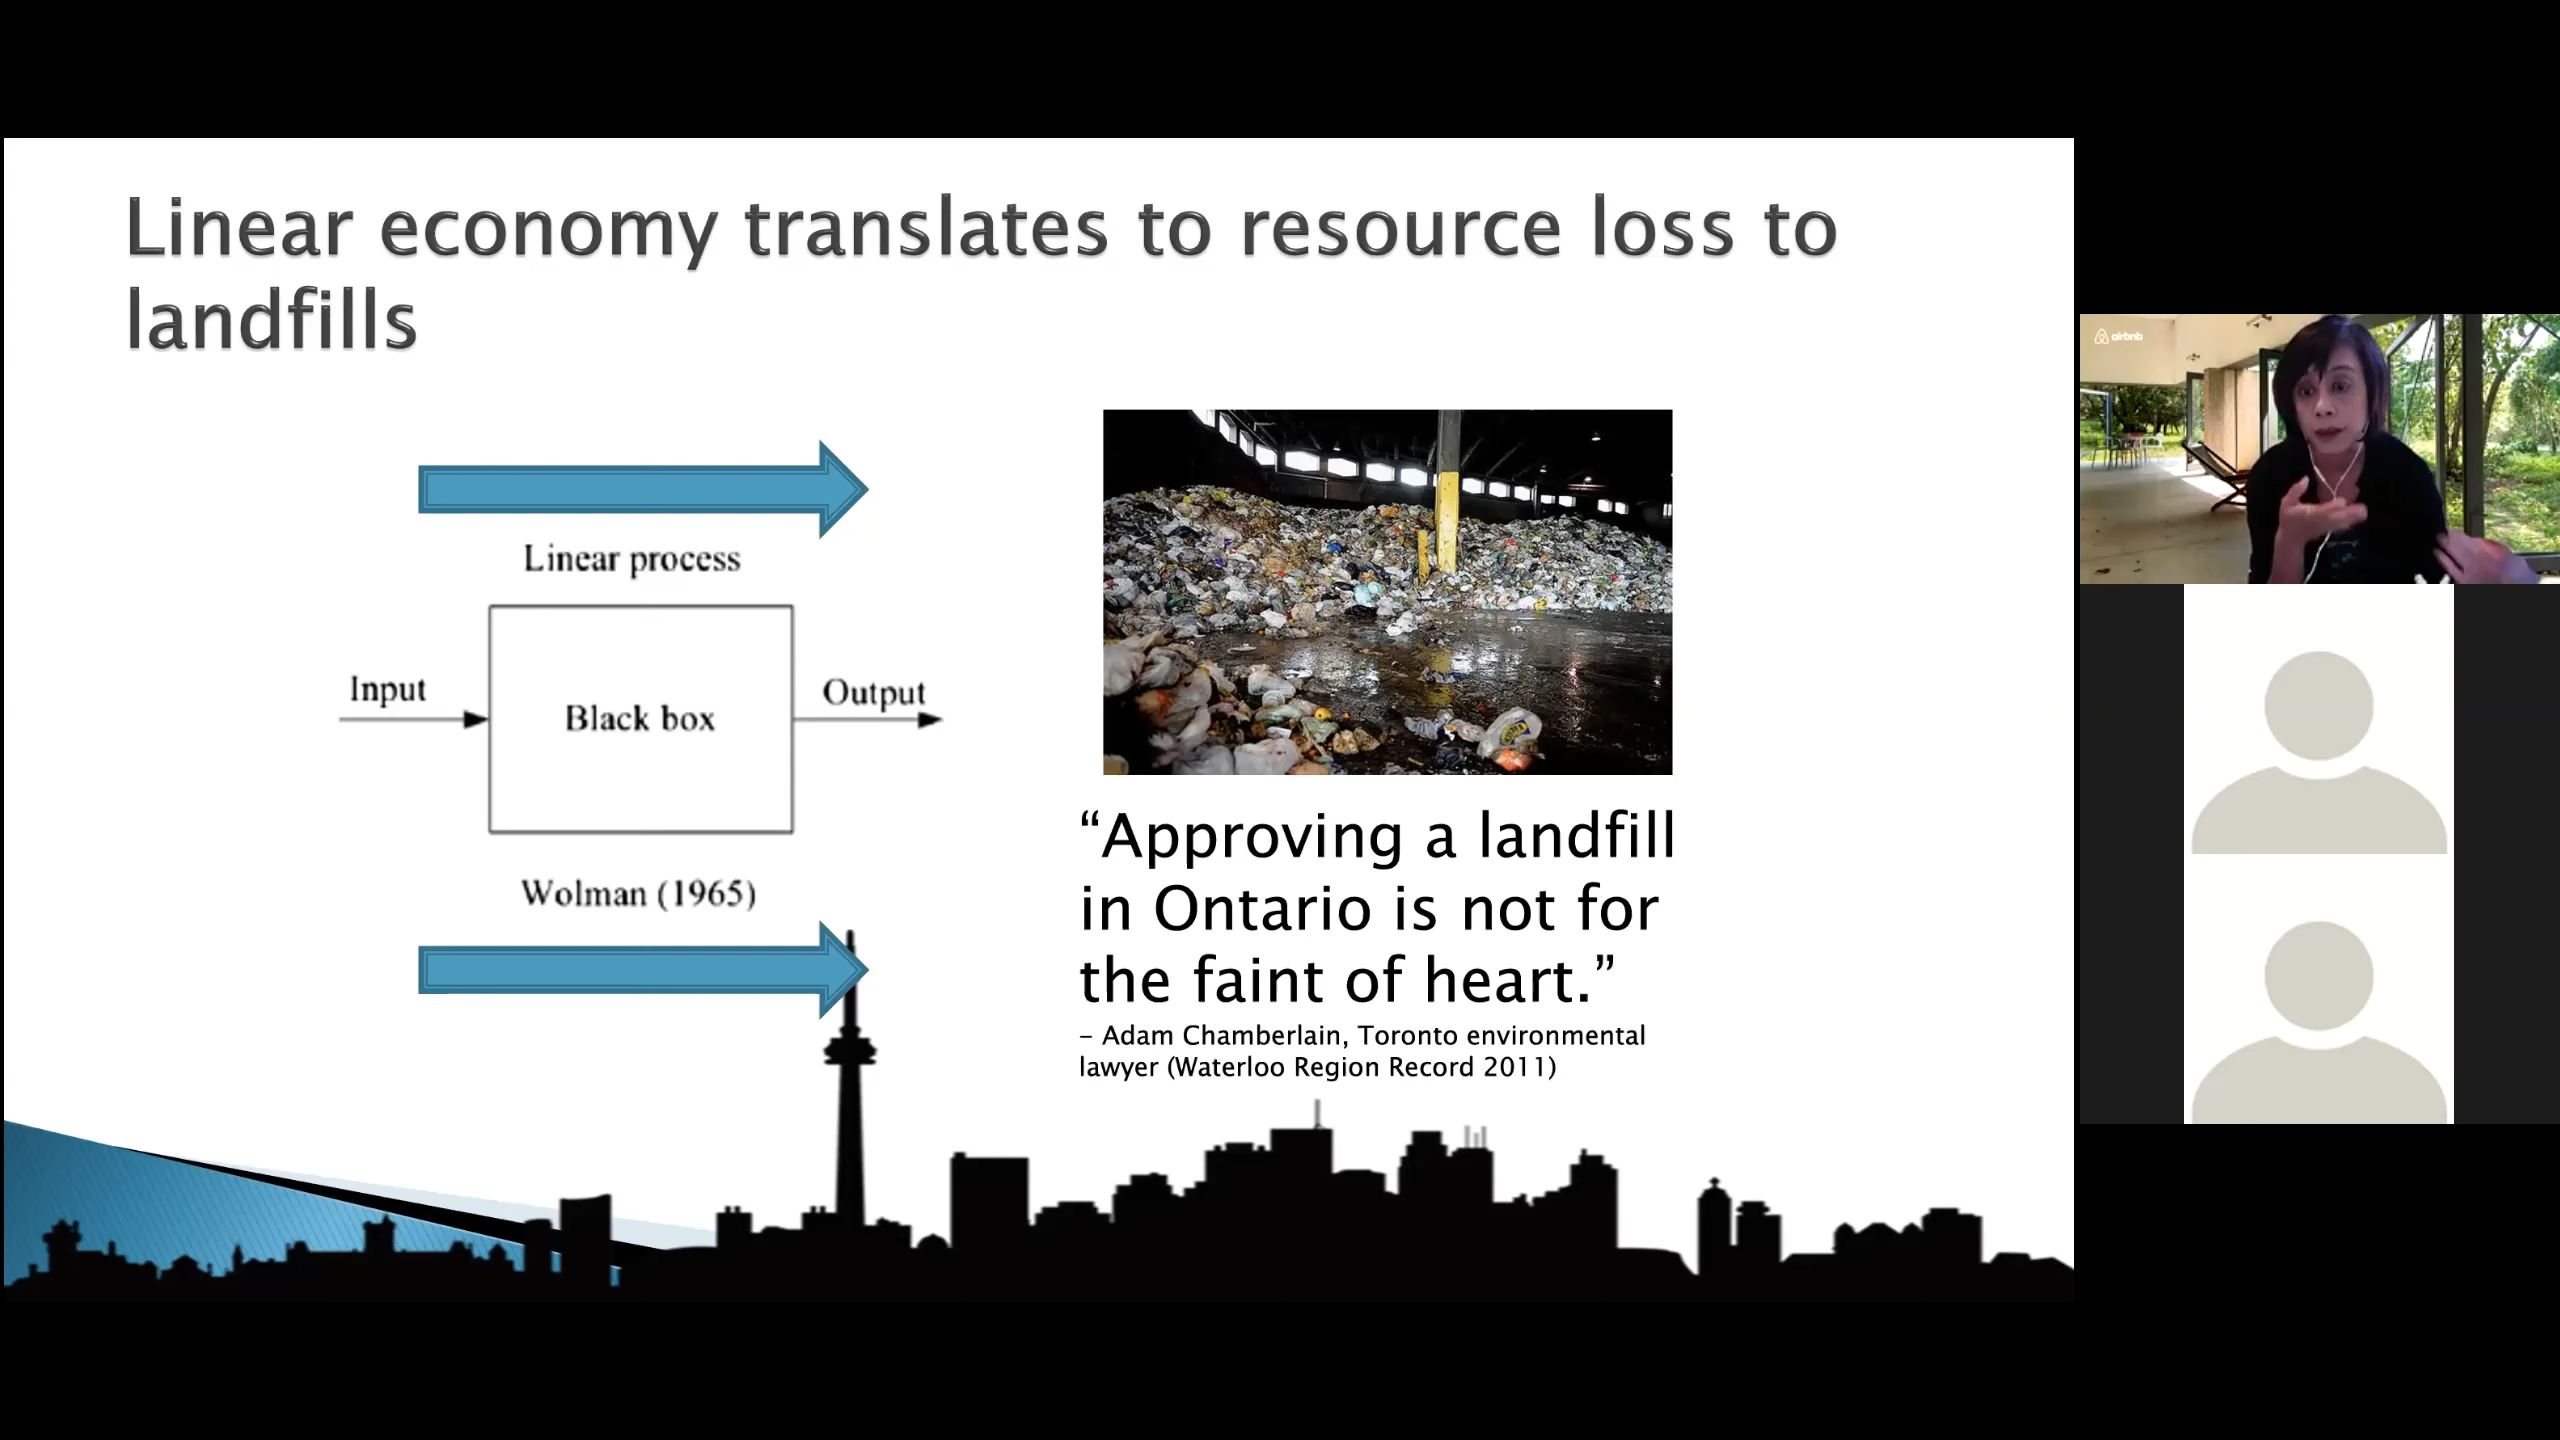 Linear economy translates to resource loss to
landfills
Linear process
Input
Black box
Output
Wolman (1965)
“Approving a landfill
in Ontario is not for
the faint of heart.”
– Adam Chamberlain, Toronto environmental
lawyer (Waterloo Region Record 2011)
airbnb